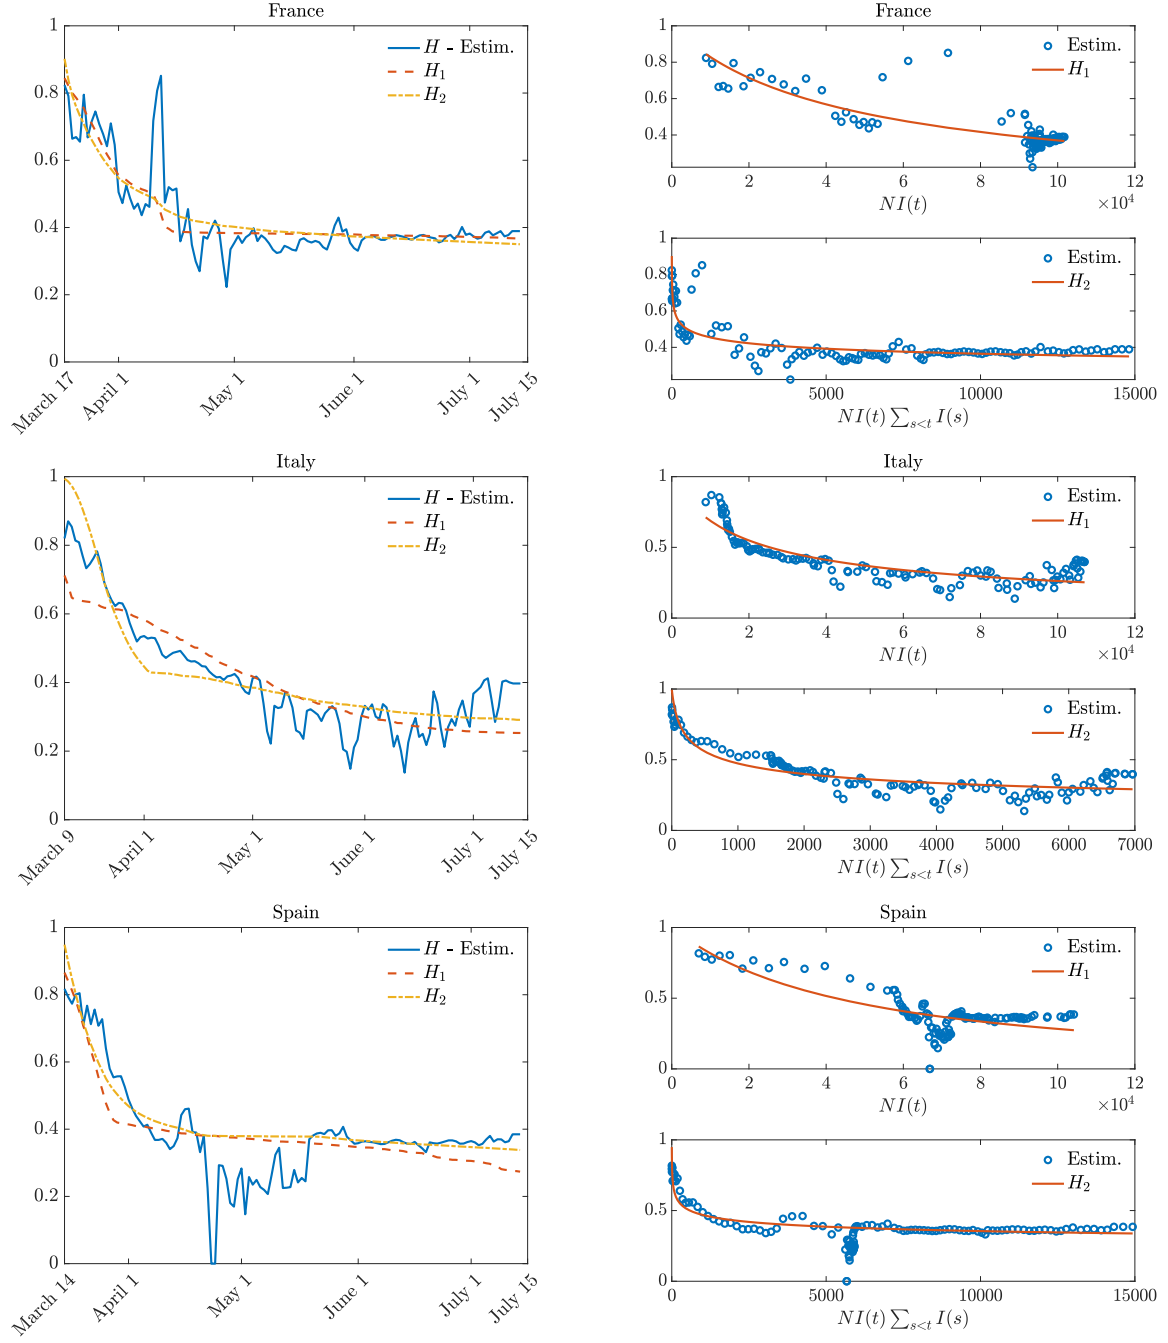 France
1
0.8
0.6
0.4
0.2
0
H - Estim.
H1
H2
March 17
April 1
May 1
June 1
July 1
July 15
France
1
0.8
0.6
0.4
Estim.
H1
0 2 4 6 8 10 12
NI(t)
×10^4
1
0.8
0.6
0.4
Estim.
H2
0 5000 10000 15000
NI(t) ∑s<t I(s)
Italy
1
0.8
0.6
0.4
0.2
0
H - Estim.
H1
H2
March 9
April 1
May 1
June 1
July 1
July 15
Italy
1
0.5
0
Estim.
H1
0 2 4 6 8 10 12
NI(t)
×10^4
1
0.5
0
Estim.
H2
0 1000 2000 3000 4000 5000 6000 7000
NI(t) ∑s<t I(s)
Spain
1
0.8
0.6
0.4
0.2
0
H - Estim.
H1
H2
March 14
April 1
May 1
June 1
July 1
July 15
Spain
1
0.5
0
Estim.
H1
0 2 4 6 8 10 12
NI(t)
×10^4
1
0.5
0
Estim.
H2
0 5000 10000 15000
NI(t) ∑s<t I(s)